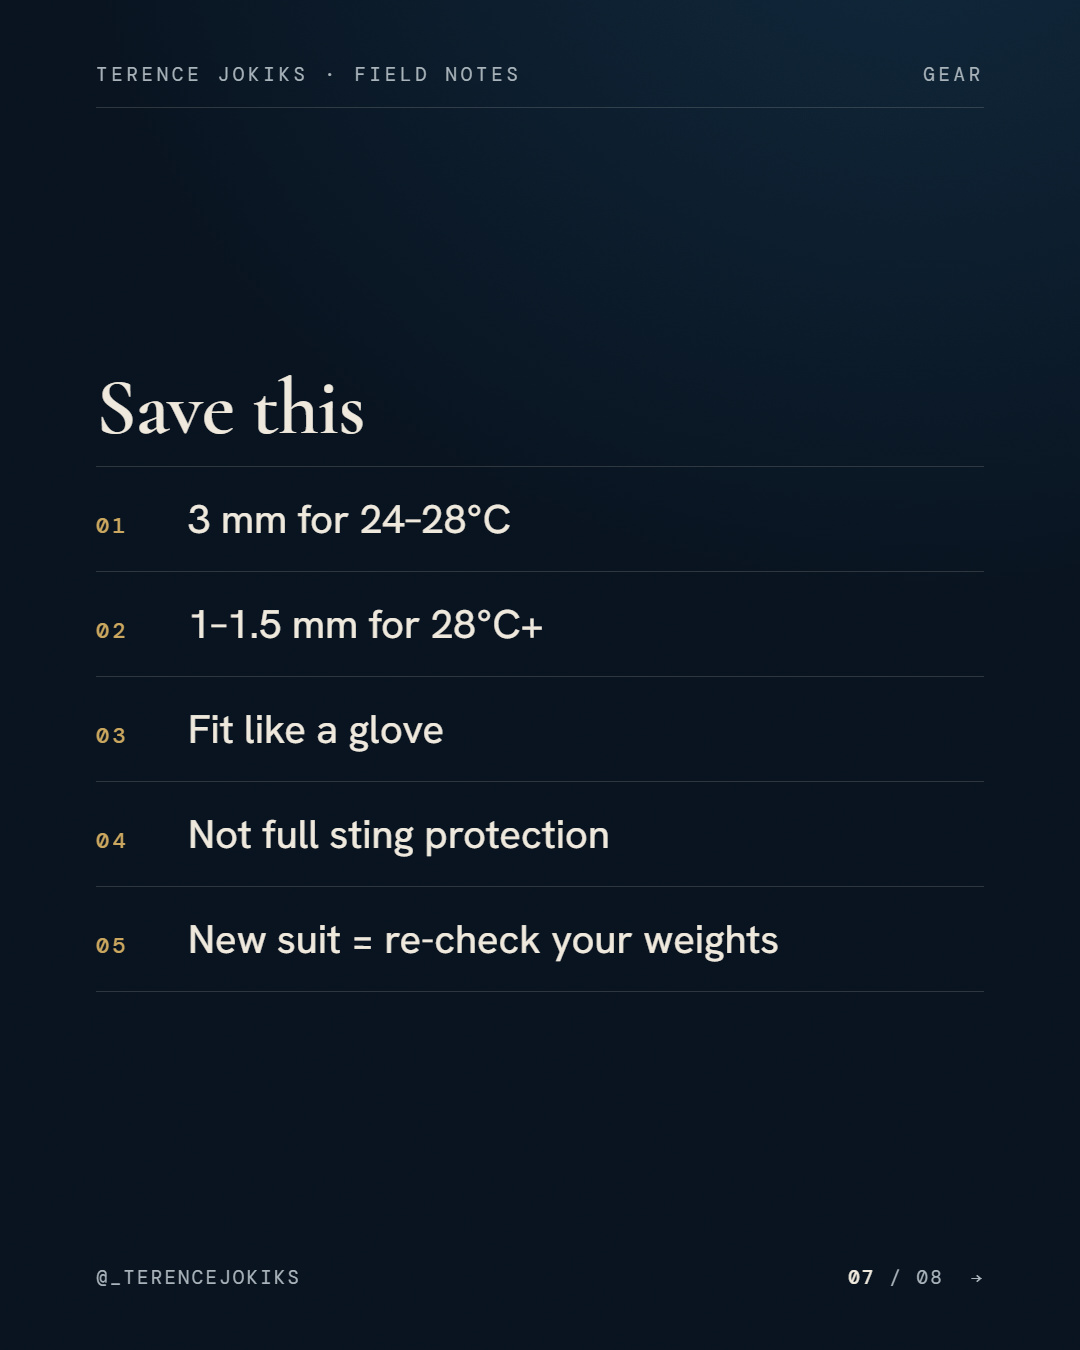 TERENCE JOKIKS · FIELD NOTES
GEAR
Save this
01 3 mm for 24–28°C
02 1–1.5 mm for 28°C+
03 Fit like a glove
04 Not full sting protection
05 New suit = re-check your weights
@_TERENCEJOKIKS
07 / 08 →